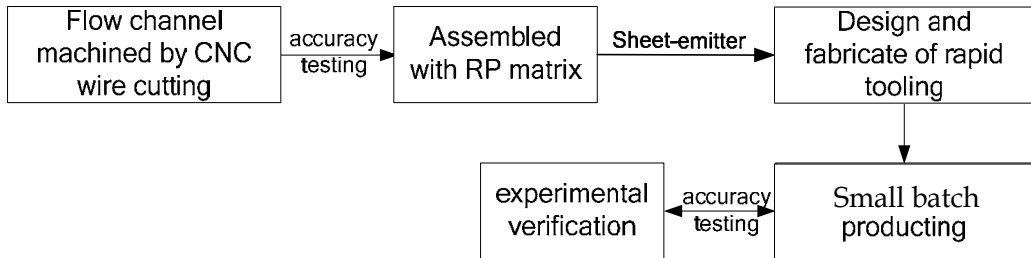 Flow channel
machined by CNC
wire cutting
accuracy
testing
Assembled
with RP matrix
Sheet-emitter
Design and
fabricate of rapid
tooling
experimental
verification
accuracy
testing
Small batch
producting